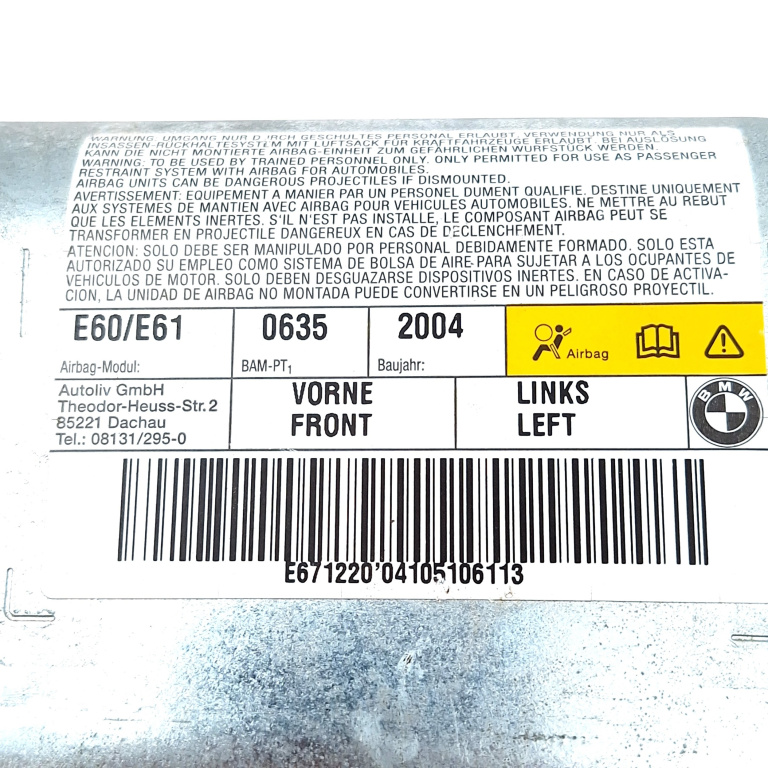 WARNUNG: UMGANG NUR DURCH GESCHULTES PERSONAL ERLAUBT. VERWENDUNG NUR ALS
INSASSEN-RÜCKHALTESYSTEM MIT LUFTSACK FÜR KRAFTFAHRZEUGE ERLAUBT. BEI AUSLÖSUNG
KANN DIE NICHT MONTIERTE AIRBAG-EINHEIT ZUM GEFÄHRLICHEN WURFSTÜCK WERDEN.
WARNING: TO BE USED BY TRAINED PERSONNEL ONLY. ONLY PERMITTED FOR USE AS PASSENGER
RESTRAINT SYSTEM WITH AIRBAG FOR AUTOMOBILES.
AIRBAG UNITS CAN BE DANGEROUS PROJECTILES IF DISMOUNTED.
AVERTISSEMENT: EQUIPEMENT A MANIER PAR UN PERSONEL DUMENT QUALIFIE. DESTINE UNIQUEMENT
AUX SYSTEMES DE MANTIEN AVEC AIRBAG POUR VEHICULES AUTOMOBILES. NE METTRE AU REBUT
QUE LES ELEMENTS INERTES. S'IL N'EST PAS INSTALLE, LE COMPOSANT AIRBAG PEUT SE
TRANSFORMER EN PROJECTILE DANGEREUX EN CAS DE DECLENCHEMENT.
ATENCION: SOLO DEBE SER MANIPULADO POR PERSONAL DEBIDAMENTE FORMADO. SOLO ESTA
AUTORIZADO SU EMPLEO COMO SISTEMA DE BOLSA DE AIRE PARA SUJETAR A LOS OCUPANTES DE
VEHICULOS DE MOTOR. SOLO DEBEN DESGUAZARSE DISPOSITIVOS INERTES. EN CASO DE ACTIVA-
CION, LA UNIDAD DE AIRBAG NO MONTADA PUEDE CONVERTIRSE EN UN PELIGROSO PROYECTIL.
E60/E61 0635 2004
Airbag-Modul: BAM-PT1 Baujahr: Airbag
Autoliv GmbH
Theodor-Heuss-Str.2
85221 Dachau
Tel.: 08131/295-0
VORNE LINKS
FRONT LEFT
BMW
E671220'04105106113